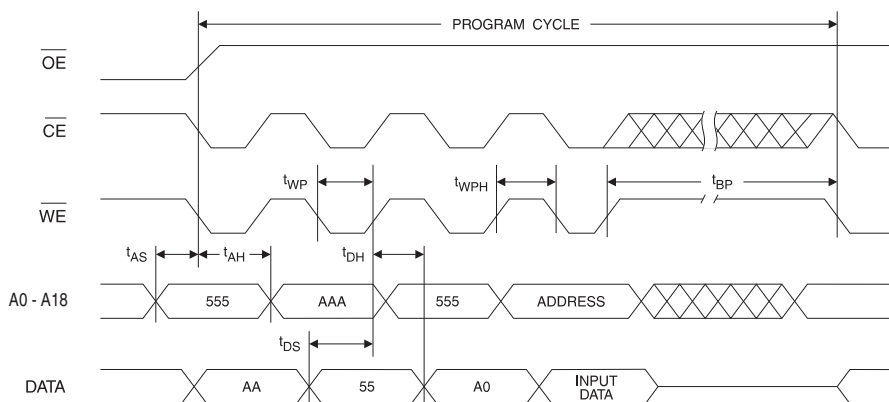 PROGRAM CYCLE
OE
CE
tWP
tWPH
tBP
WE
tAS
tAH
tDH
A0 - A18
555
AAA
555
ADDRESS
tDS
DATA
AA
55
A0
INPUT
DATA